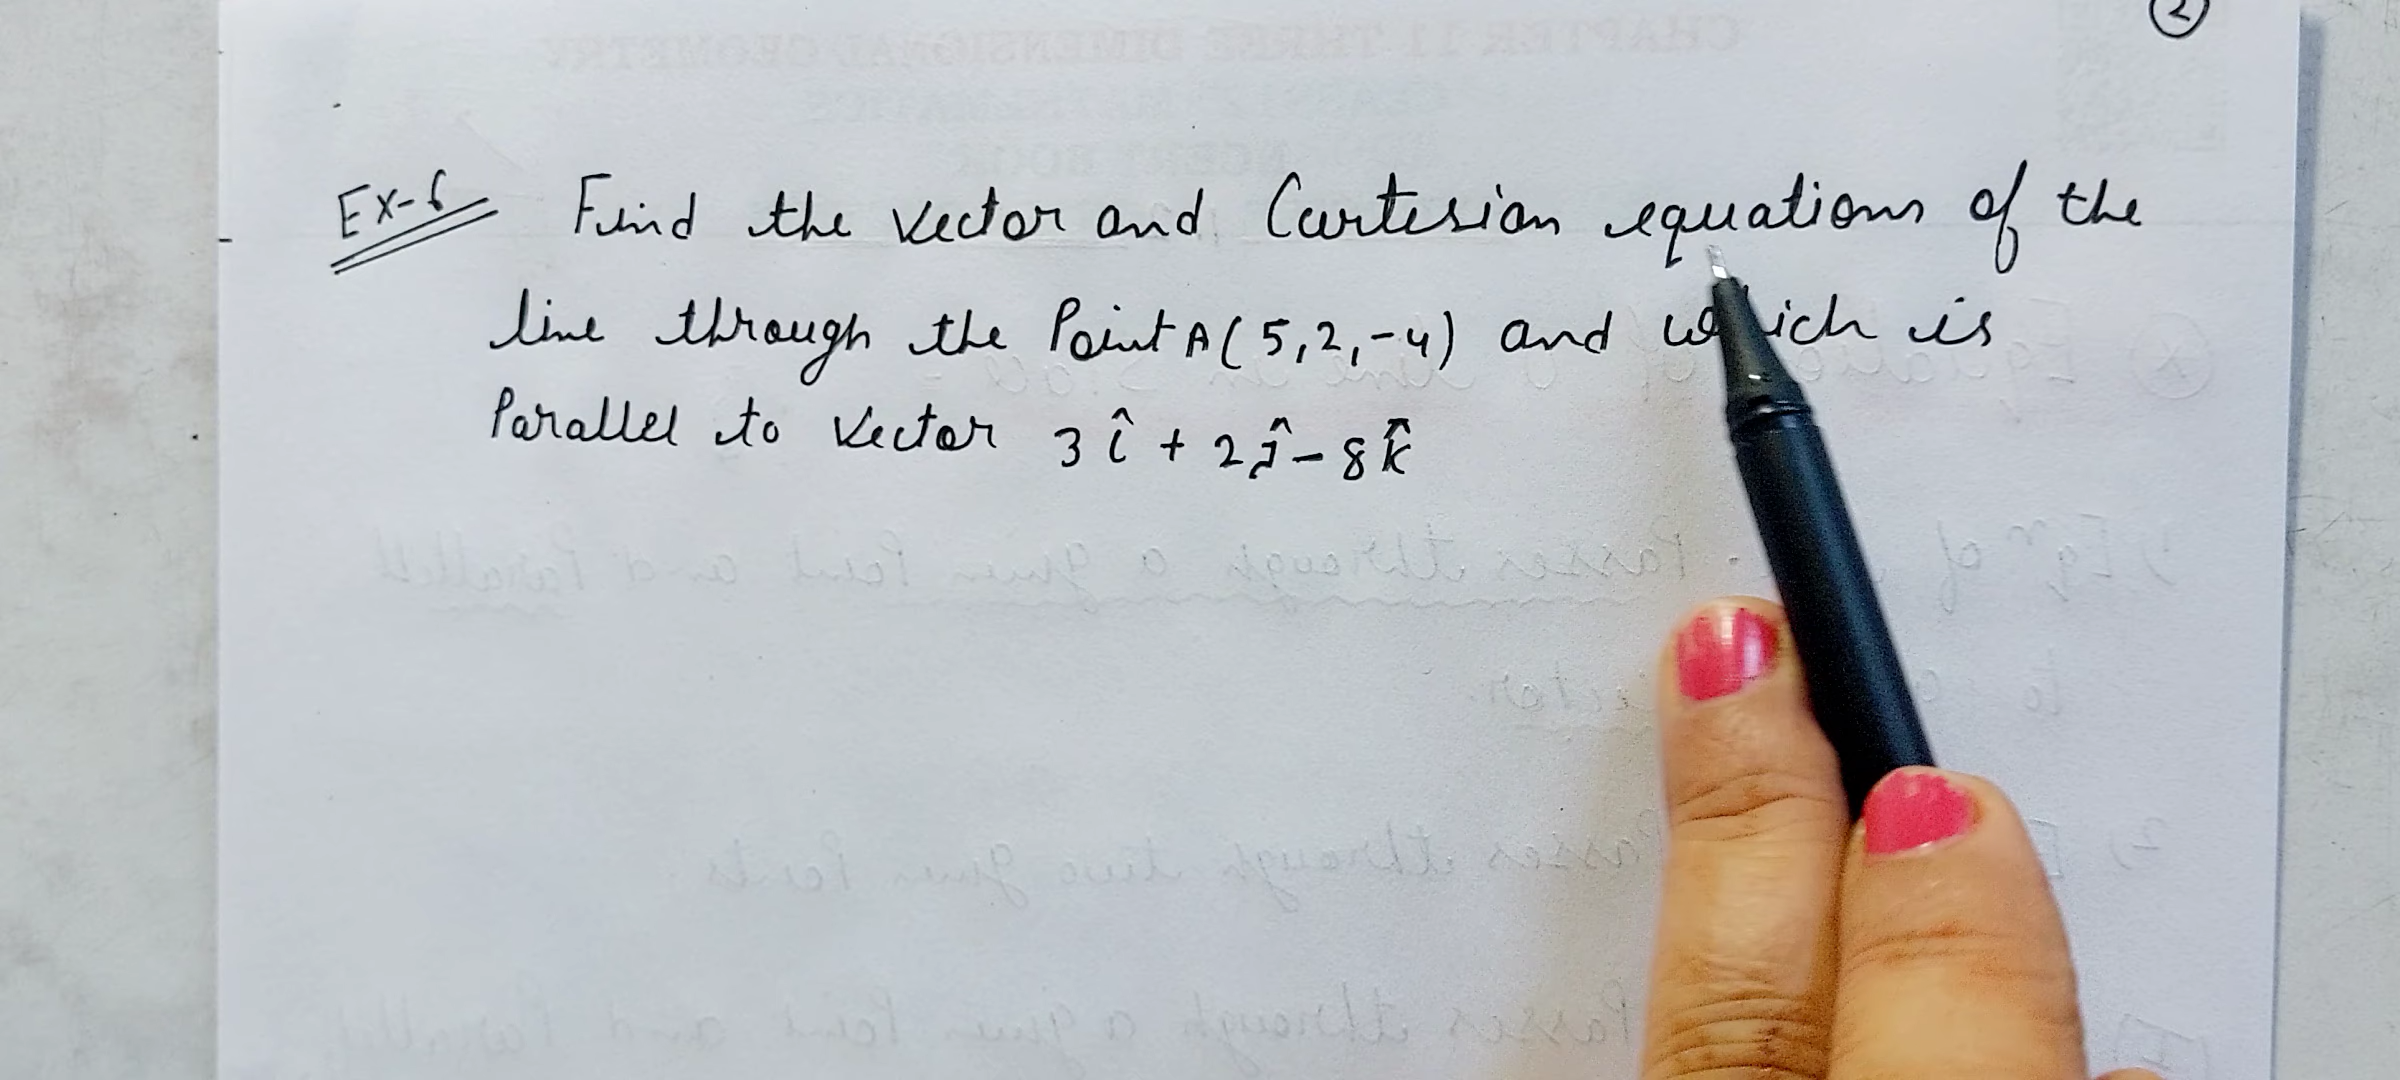 2
Ex-6 Find the vector and Cartesian equations of the
line through the Point A(5,2,-4) and which is
Parallel to vector 3î + 2ĵ - 8k̂